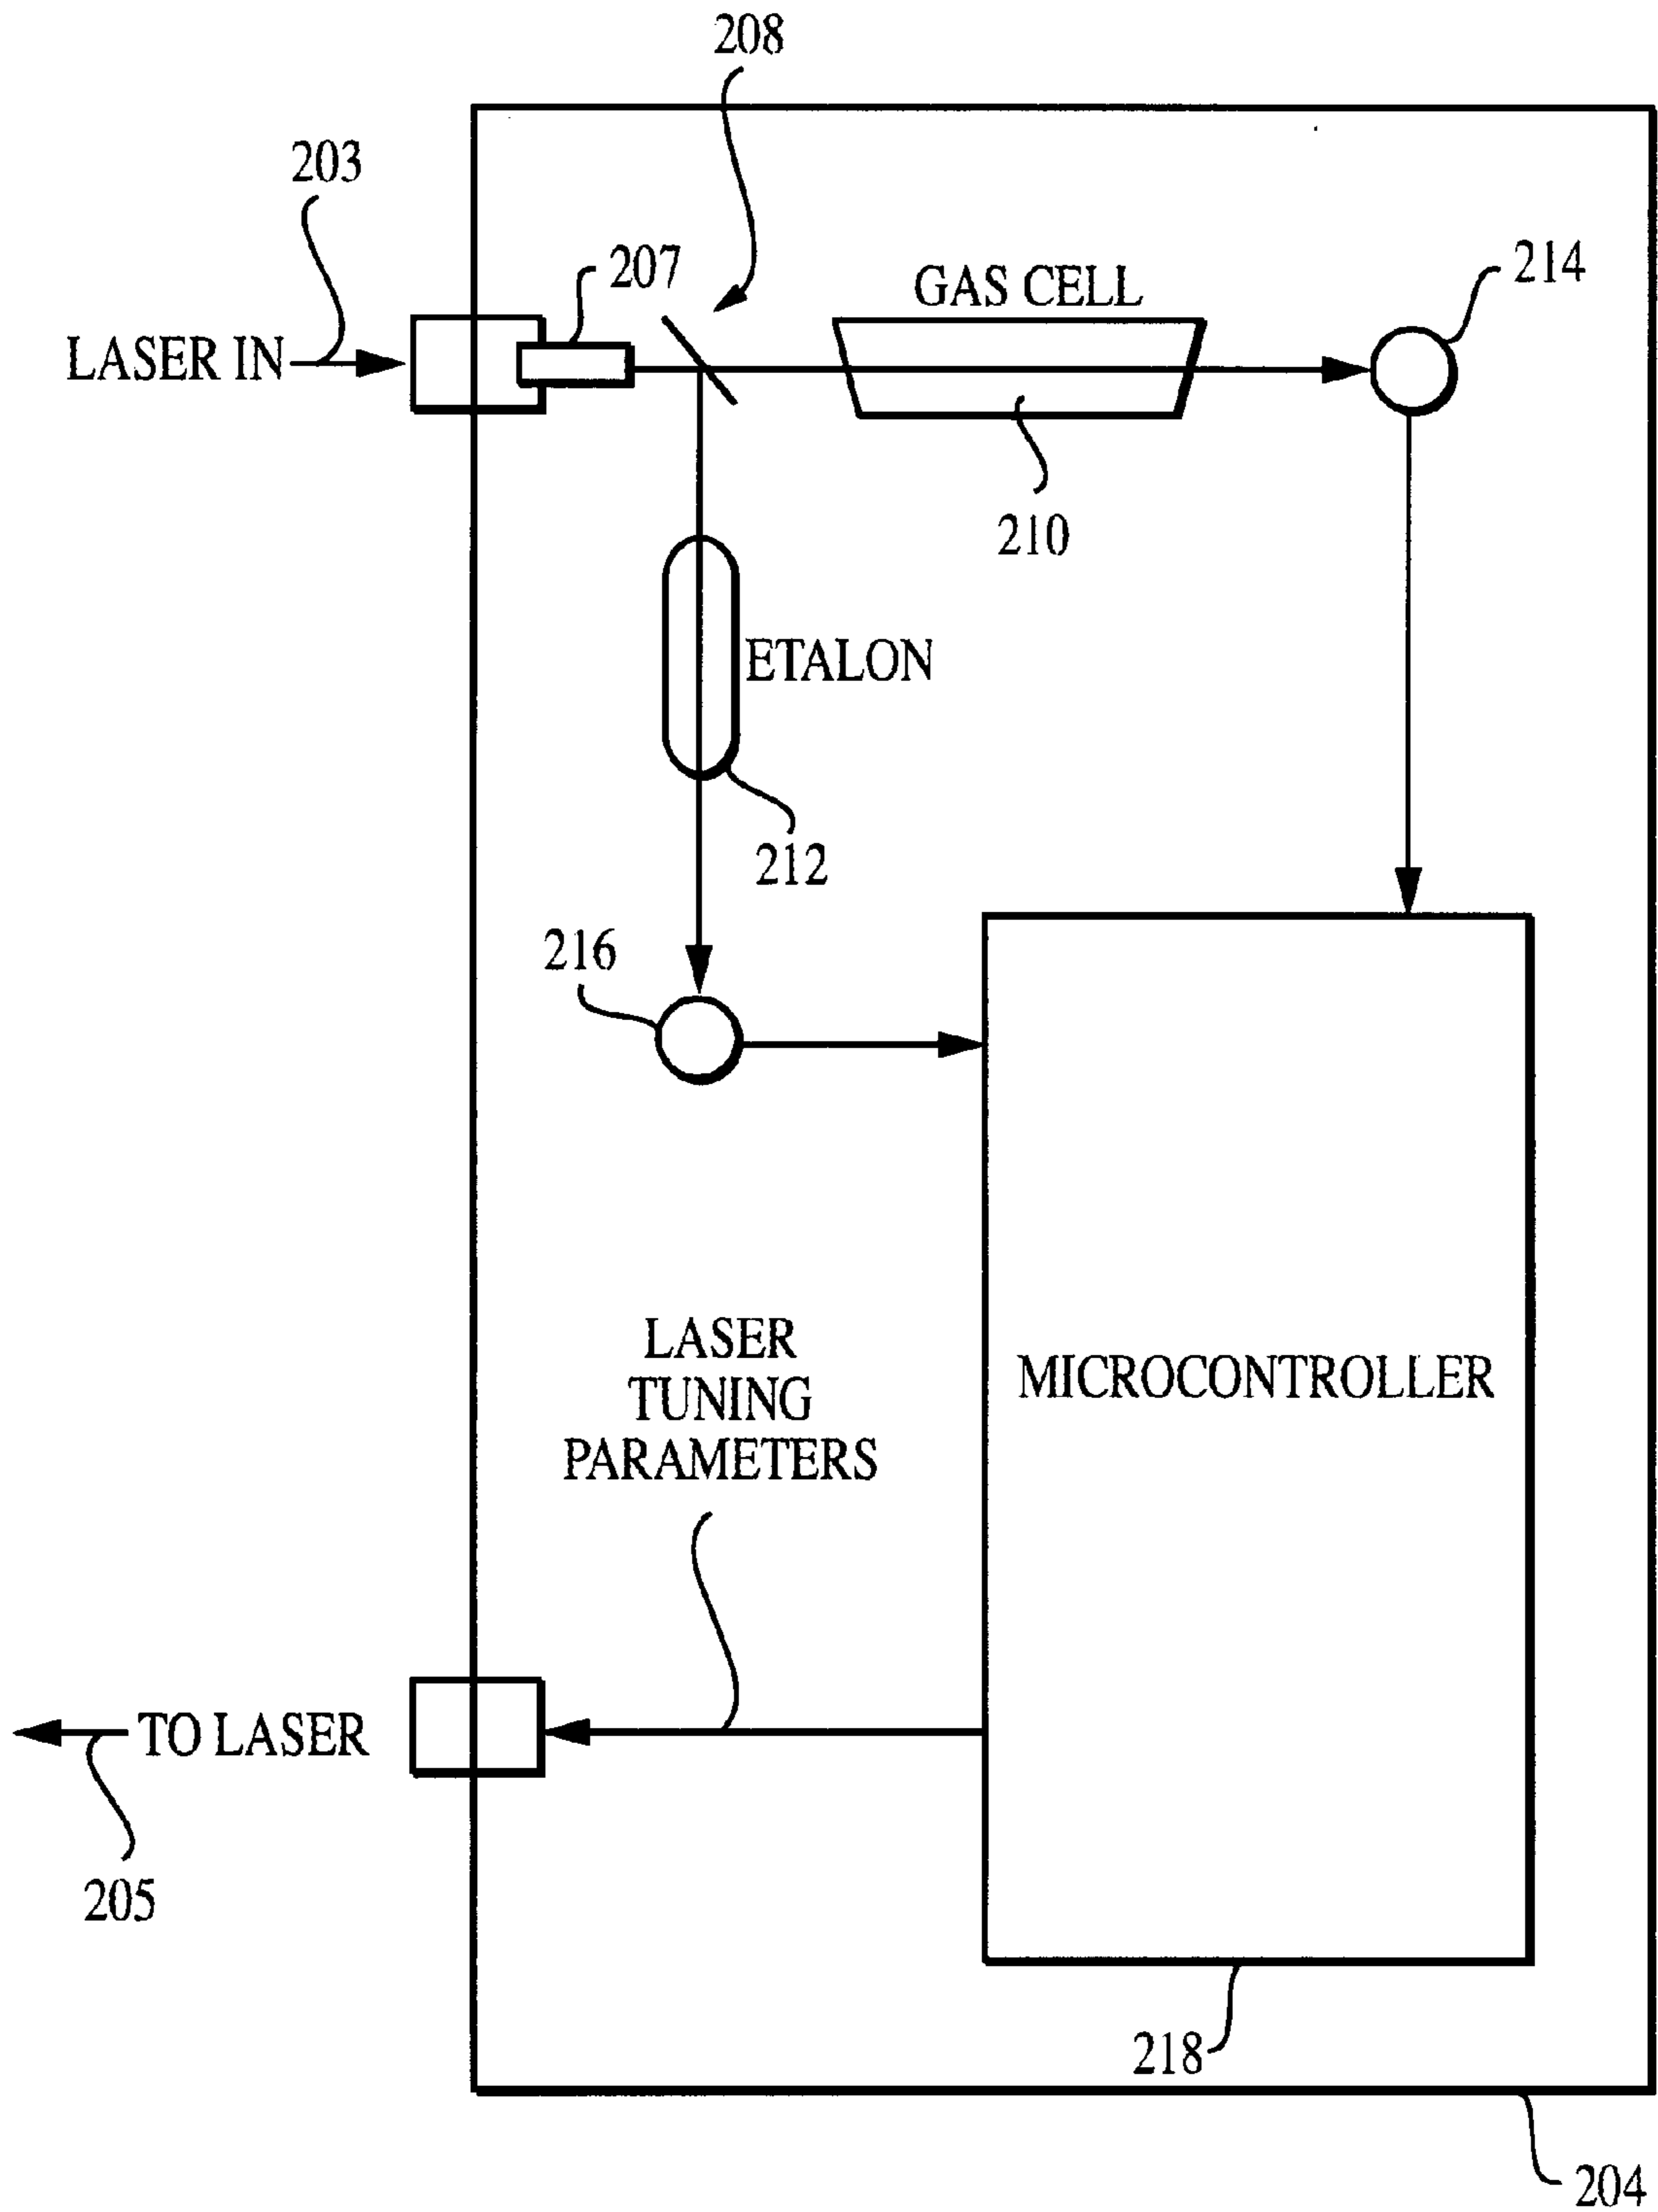 208
203
207
GAS CELL
214
LASER IN
210
ETALON
212
216
LASER
TUNING
PARAMETERS
MICROCONTROLLER
TO LASER
205
218
204